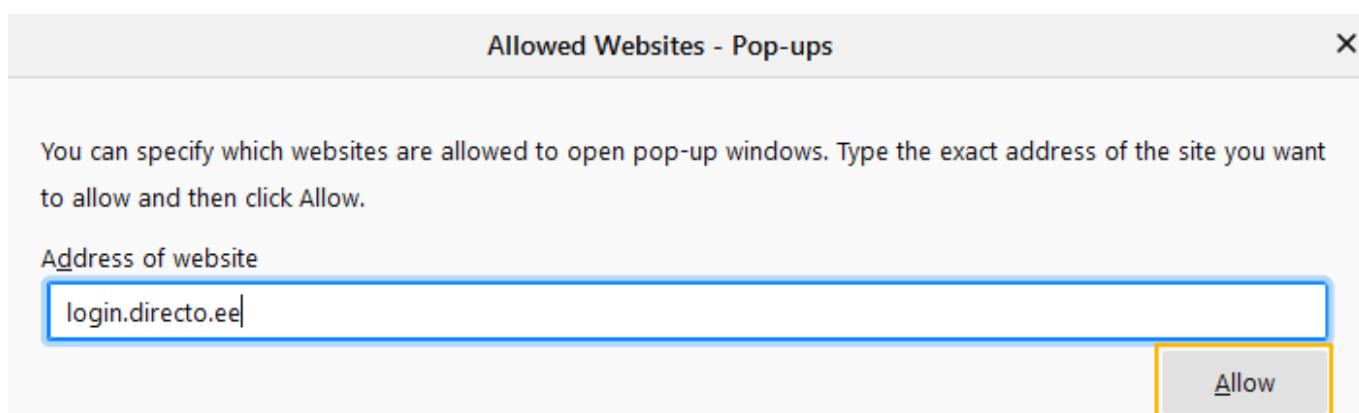 Allowed Websites - Pop-ups
You can specify which websites are allowed to open pop-up windows. Type the exact address of the site you want
to allow and then click Allow.
Address of website
login.directo.ee
Allow